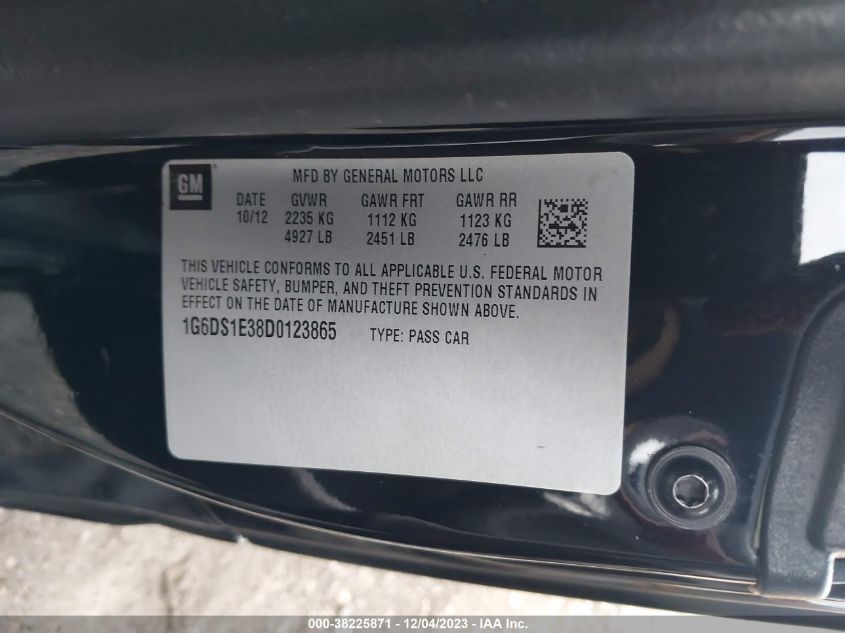 GM
MFD BY GENERAL MOTORS LLC
DATE GVWR GAWR FRT GAWR RR
10/12 2235 KG 1112 KG 1123 KG
4927 LB 2451 LB 2476 LB
THIS VEHICLE CONFORMS TO ALL APPLICABLE U.S. FEDERAL MOTOR
VEHICLE SAFETY, BUMPER, AND THEFT PREVENTION STANDARDS IN
EFFECT ON THE DATE OF MANUFACTURE SHOWN ABOVE.
1G6DS1E38D0123865 TYPE: PASS CAR
000-38225871 - 12/04/2023 - IAA Inc.